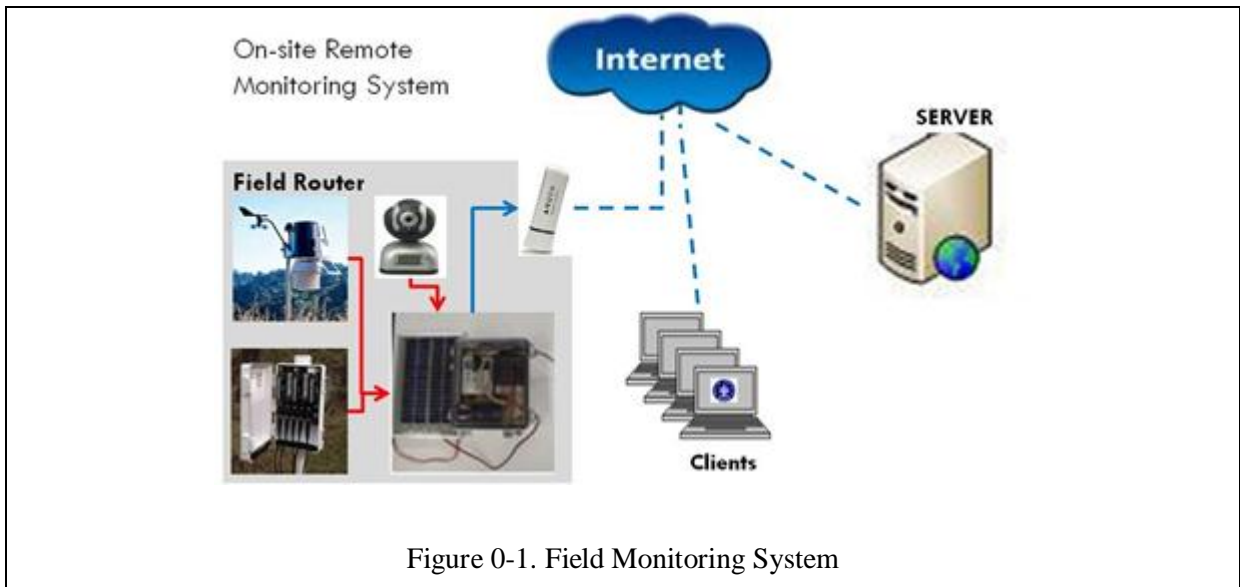 On-site Remote
Monitoring System
Internet
SERVER
Field Router
Clients
Figure 0-1. Field Monitoring System